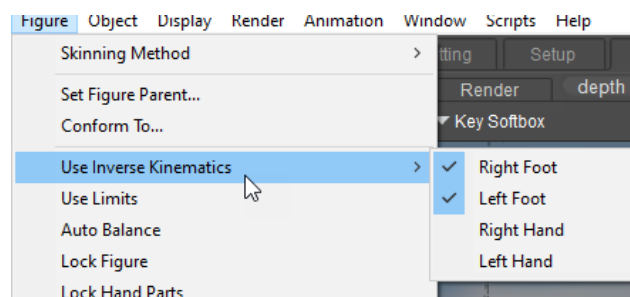 Figure Object Display Render Animation Window Scripts Help
Skinning Method
Set Figure Parent...
Conform To...
Use Inverse Kinematics
Use Limits
Auto Balance
Lock Figure
Lock Hand Parts
tting Setup
Render depth
Key Softbox
Right Foot
Left Foot
Right Hand
Left Hand